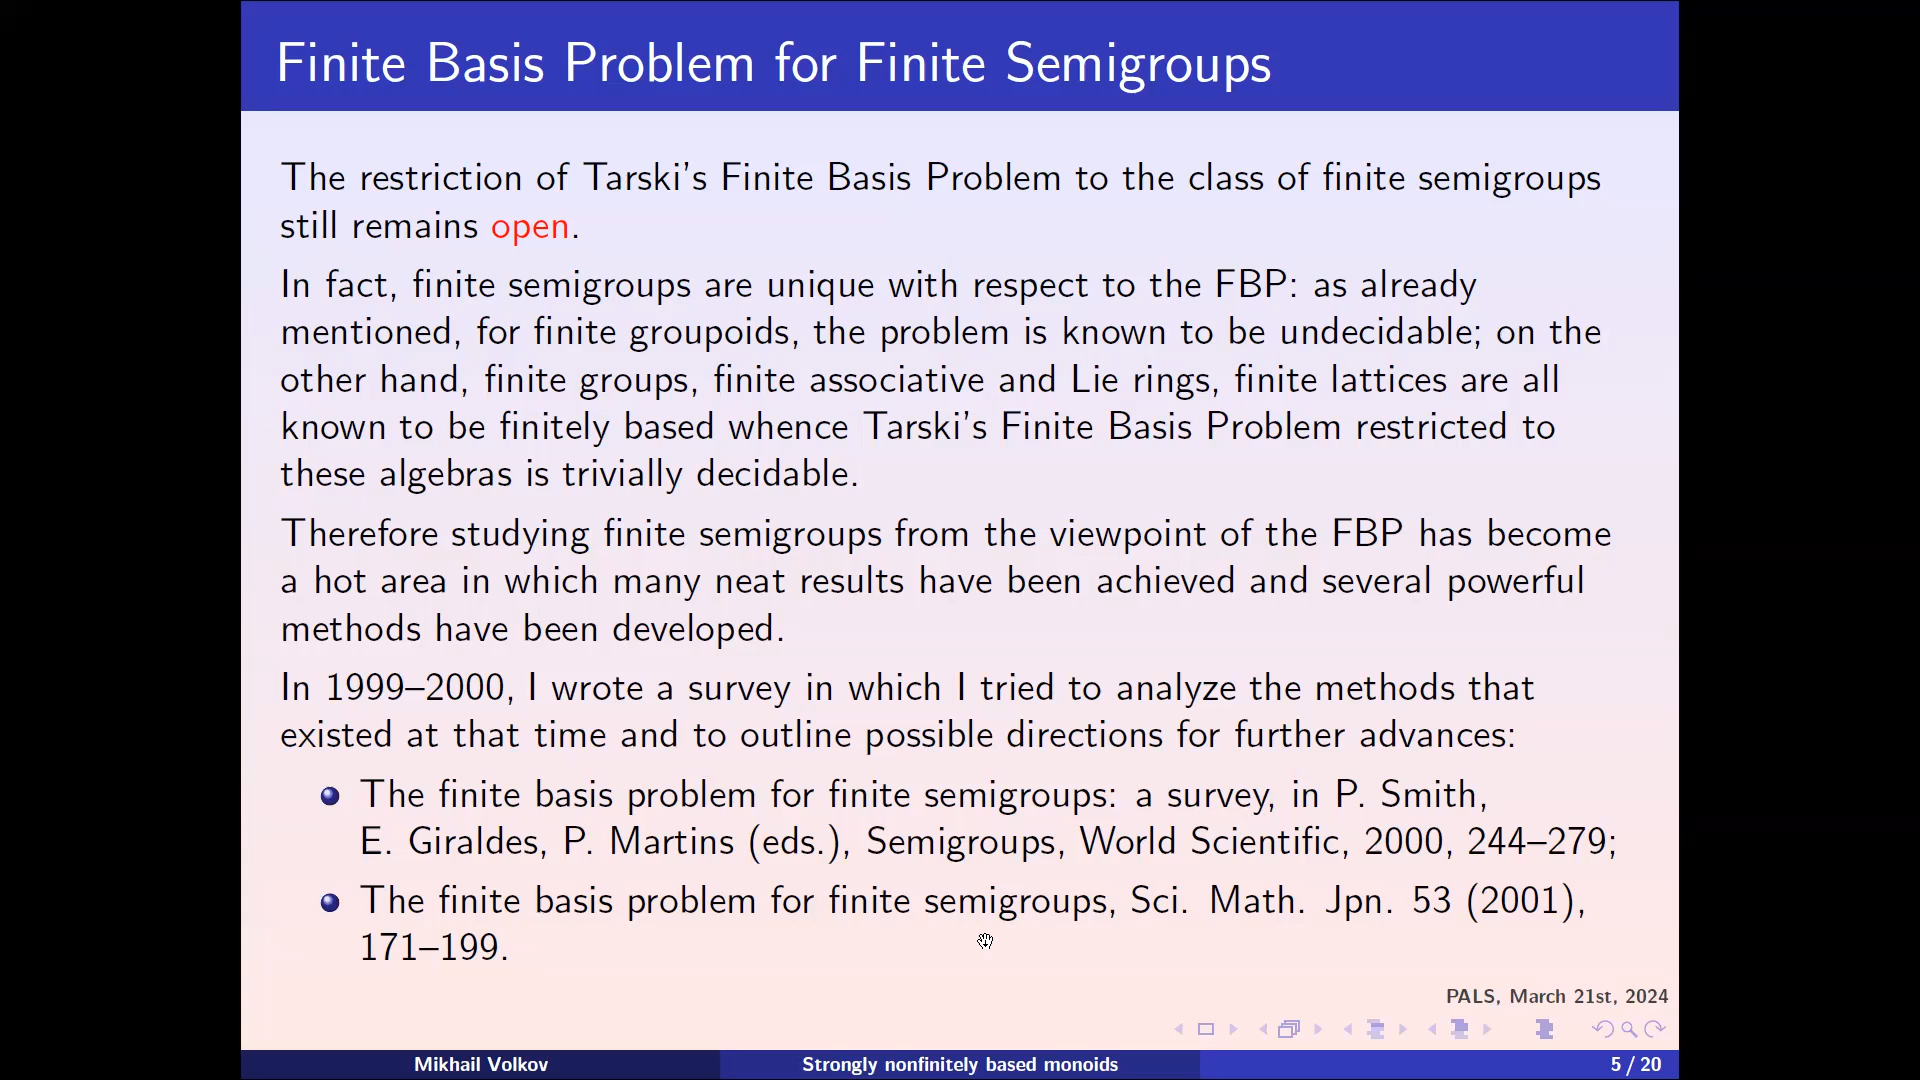 Finite Basis Problem for Finite Semigroups
The restriction of Tarski's Finite Basis Problem to the class of finite semigroups
still remains open.
In fact, finite semigroups are unique with respect to the FBP: as already
mentioned, for finite groupoids, the problem is known to be undecidable; on the
other hand, finite groups, finite associative and Lie rings, finite lattices are all
known to be finitely based whence Tarski's Finite Basis Problem restricted to
these algebras is trivially decidable.
Therefore studying finite semigroups from the viewpoint of the FBP has become
a hot area in which many neat results have been achieved and several powerful
methods have been developed.
In 1999–2000, I wrote a survey in which I tried to analyze the methods that
existed at that time and to outline possible directions for further advances:
The finite basis problem for finite semigroups: a survey, in P. Smith,
E. Giraldes, P. Martins (eds.), Semigroups, World Scientific, 2000, 244–279;
The finite basis problem for finite semigroups, Sci. Math. Jpn. 53 (2001),
171–199.
PALS, March 21st, 2024
Mikhail Volkov
Strongly nonfinitely based monoids
5 / 20